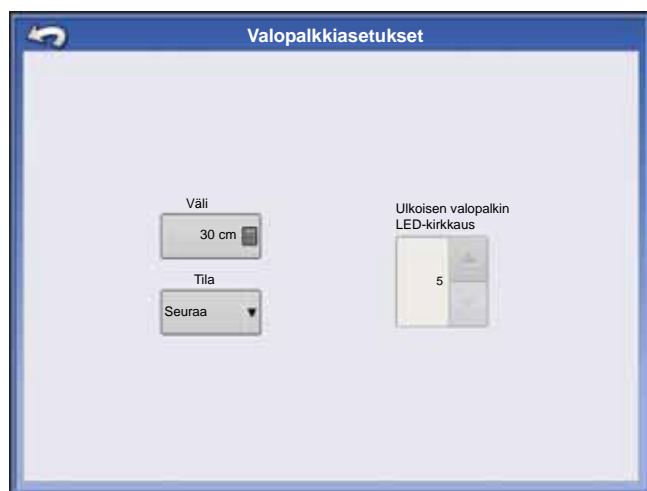 Valopalkkiasetukset
Väli
30 cm
Tila
Seuraa
Ulkoisen valopalkin
LED-kirkkaus
5